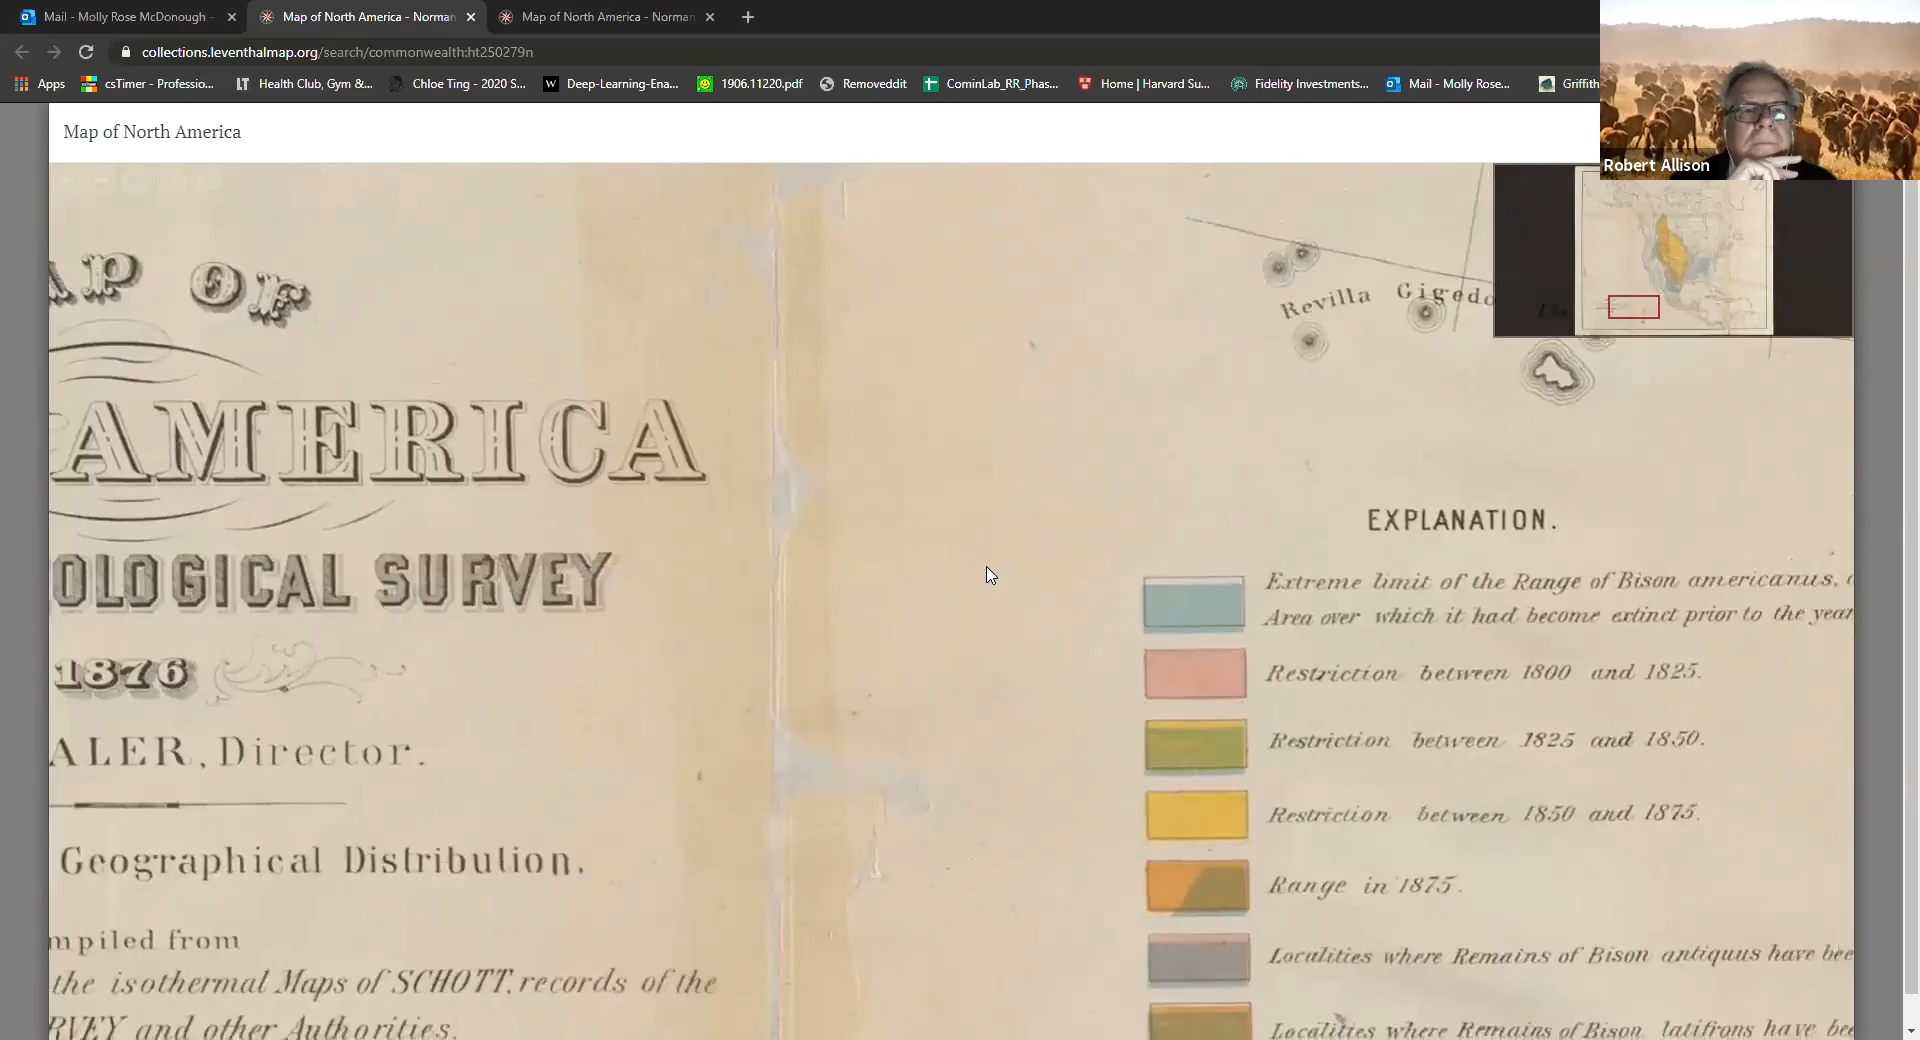 Mail - Molly Rose McDonough -
Map of North America - Norman
Map of North America - Norman
collections.leventhalmap.org/search/commonwealth:ht250279n
Apps
csTimer - Professio...
LT Health Club, Gym &...
Chloe Ting - 2020 S...
W Deep-Learning-Ena...
1906.11220.pdf
Removeddit
CominLab_RR_Phas...
Home | Harvard Su...
Fidelity Investments...
Mail - Molly Rose...
Griffith
Robert Allison
Map of North America
AP OF
AMERICA
OLOGICAL SURVEY
1876
ALER, Director.
Geographical Distribution.
mpiled from
the isothermal Maps of SCHOTT, records of the
RVEY and other Authorities.
Revilla Gigedo
EXPLANATION.
Extreme limit of the Range of Bison americanus,
Area over which it had become extinct prior to the year
Restriction between 1800 and 1825.
Restriction between 1825 and 1850.
Restriction between 1850 and 1875.
Range in 1875.
Localities where Remains of Bison antiquus have bee
Localities where Remains of Bison latifrons have bee